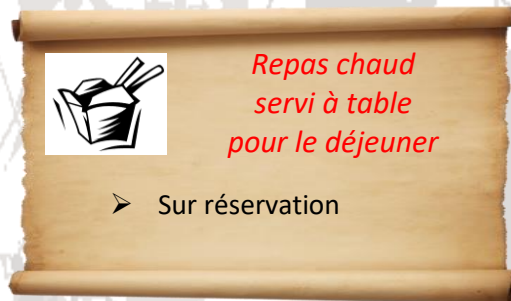 Repas chaud
servi à table
pour le déjeuner
➢ Sur réservation